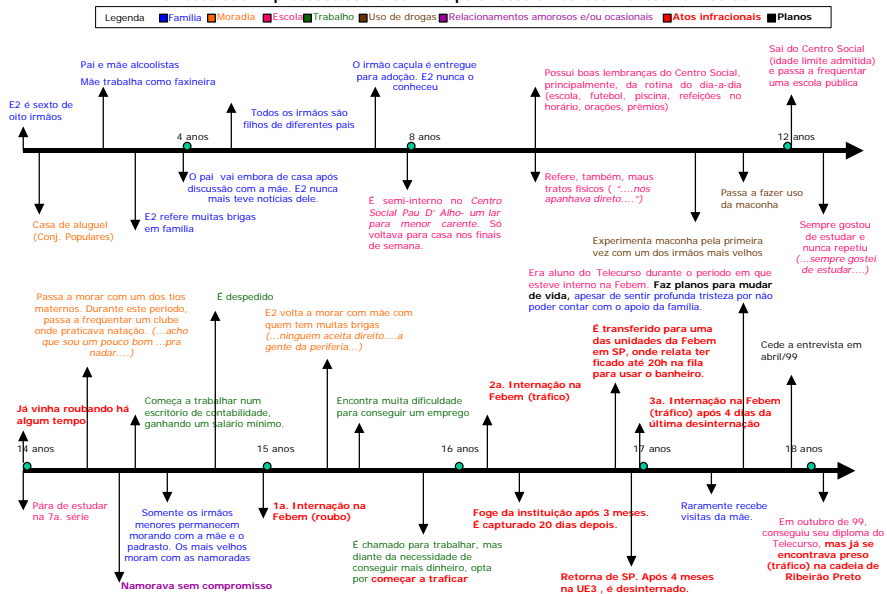 Legenda Família Moradia Escola Trabalho Uso de drogas Relacionamentos amorosos e/ou ocasionais Atos infracionais Planos
E2 é sexto de
oito irmãos
Pai e mãe alcoolistas
Mãe trabalha como faxineira
Todos os irmãos são
filhos de diferentes pais
O irmão caçula é entregue
para adoção. E2 nunca o
conheceu
Possui boas lembranças do Centro Social,
principalmente, da rotina do dia-a-dia
(escola, futebol, piscina, refeições no
horário, orações, prêmios)
Sai do Centro Social
(idade limite admitida)
e passa a freqüentar
uma escola pública
4 anos
8 anos
12 anos
Casa de aluguel
(Conj. Populares)
E2 refere muitas brigas
em família
O pai vai embora de casa após
discussão com a mãe. E2 nunca
mais teve notícias dele.
É semi-interno no Centro
Social Pau D' Alho- um lar
para menor carente. Só
voltava para casa nos finais
de semana.
Refere, também, maus
tratos físicos ( "....nós
apanhava direto....")
Experimenta maconha pela primeira
vez com um dos irmãos mais velhos
Passa a fazer uso
da maconha
Sempre gostou
de estudar e
nunca repetiu
(...sempre gostei
de estudar....)
Já vinha roubando há
algum tempo
Passa a morar com um dos tios
maternos. Durante este período,
passa a freqüentar um clube
onde praticava natação. (...acho
que sou um pouco bom ...pra
nadar....)
Começa a trabalhar num
escritório de contabilidade,
ganhando um salário mínimo.
É despedido
E2 volta a morar com mãe com
quem tem muitas brigas
(...ninguém aceita direito....a
gente da periferia...)
Encontra muita dificuldade
para conseguir um emprego
2a. Internação na
Febem (tráfico)
É transferido para uma
das unidades da Febem
em SP, onde relata ter
ficado até 20h na fila
para usar o banheiro.
3a. Internação na Febem
(tráfico) após 4 dias da
última desinternação
Era aluno do Telecurso durante o período em que
esteve interno na Febem. Faz planos para mudar
de vida, apesar de sentir profunda tristeza por não
poder contar com o apoio da família.
Cede a entrevista em
abril/99
14 anos
15 anos
16 anos
17 anos
18 anos
Pára de estudar
na 7a. série
Namorava sem compromisso
Somente os irmãos
menores permanecem
morando com a mãe e o
padrasto. Os mais velhos
moram com as namoradas
1a. Internação na
Febem (roubo)
É chamado para trabalhar, mas
diante da necessidade de
conseguir mais dinheiro, opta
por começar a traficar
Foge da instituição após 3 meses.
É capturado 20 dias depois.
Retorna de SP. Após 4 meses
na UE3 , é desinternado.
Raramente recebe
visitas da mãe.
Em outubro de 99,
conseguiu seu diploma do
Telecurso, mas já se
encontrava preso
(tráfico) na cadeia de
Ribeirão Preto